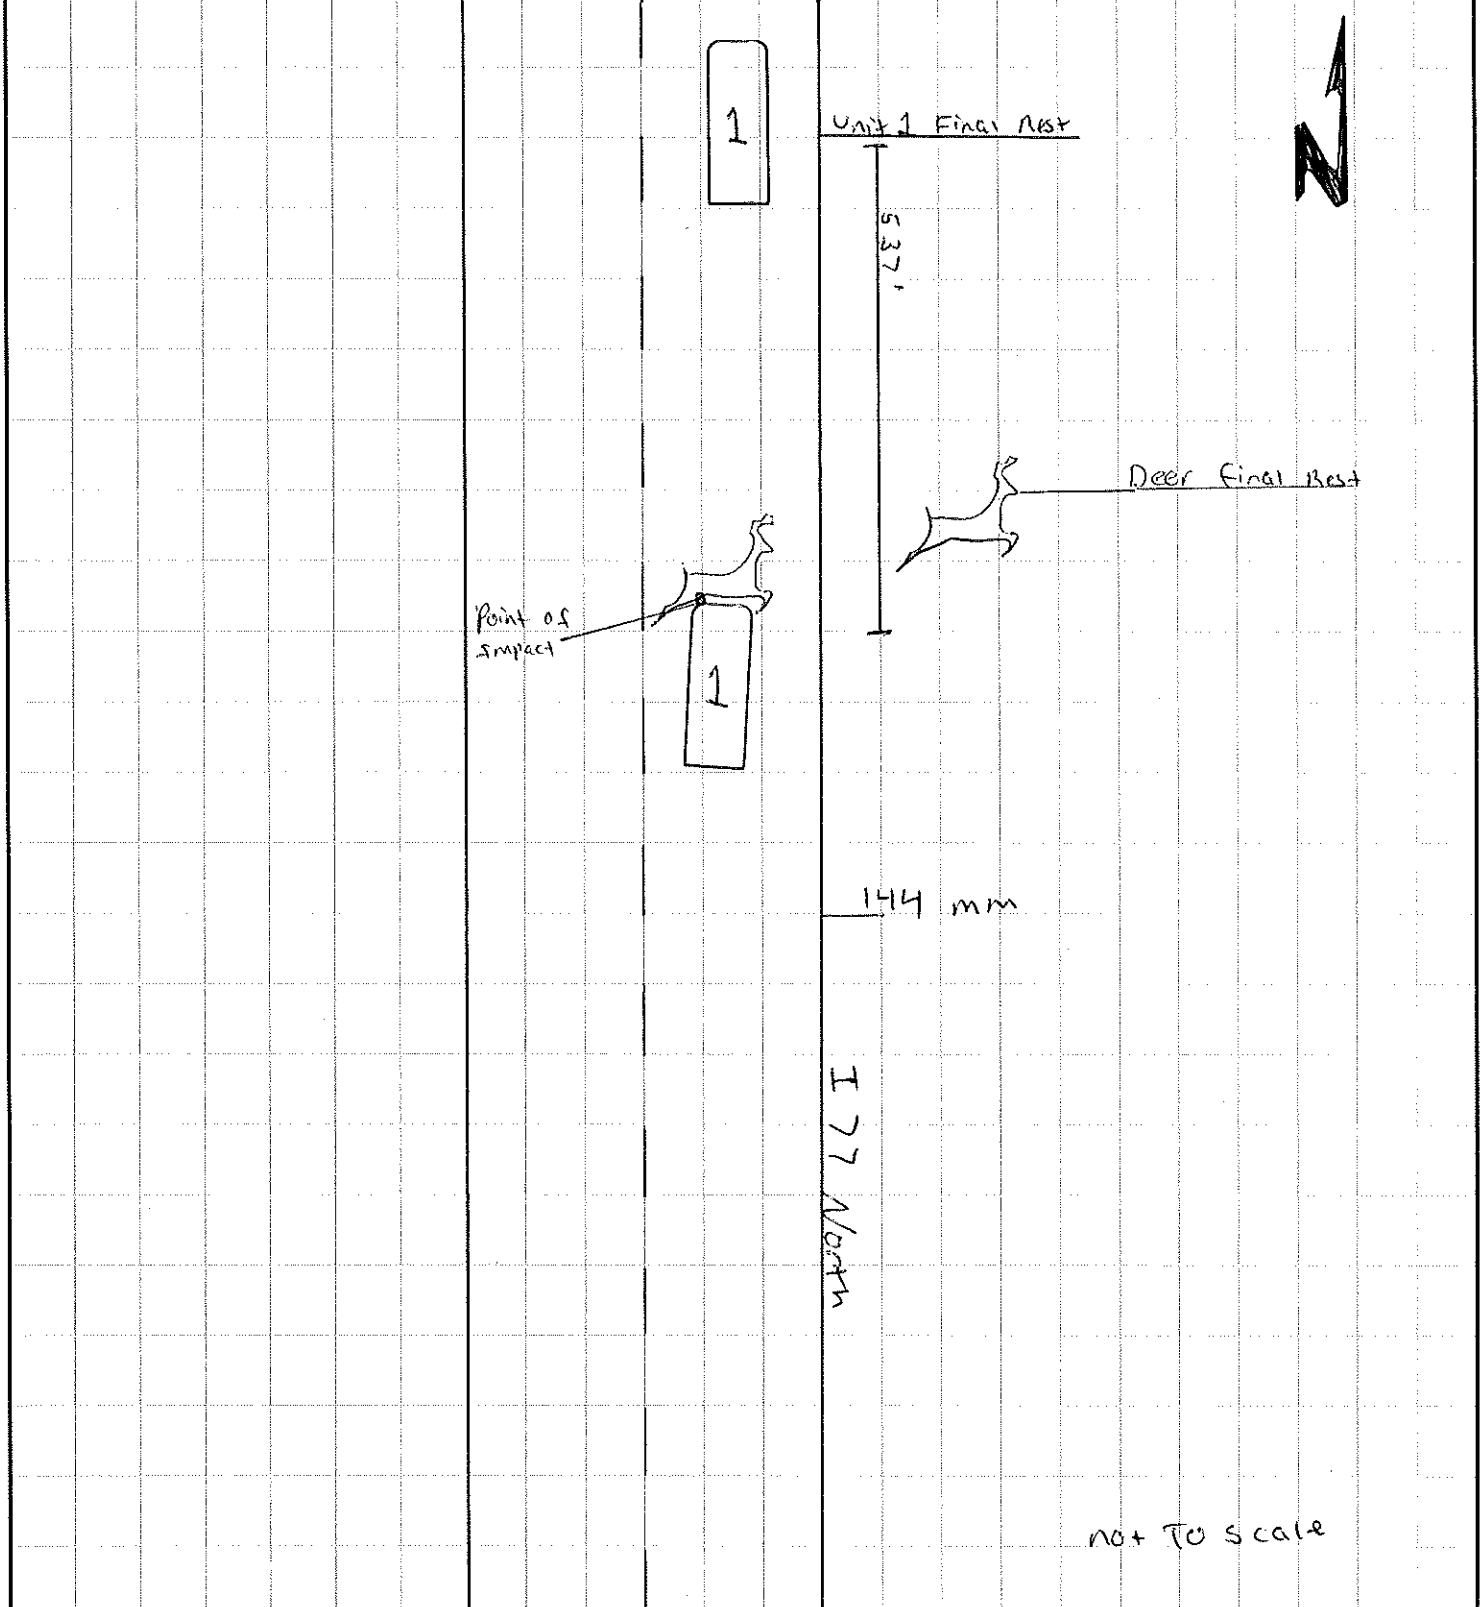 1
Unit 1 Final Rest
N
537'
Deer final Rest
Point of
Impact
1
144 mm
I 77 North
not To scale